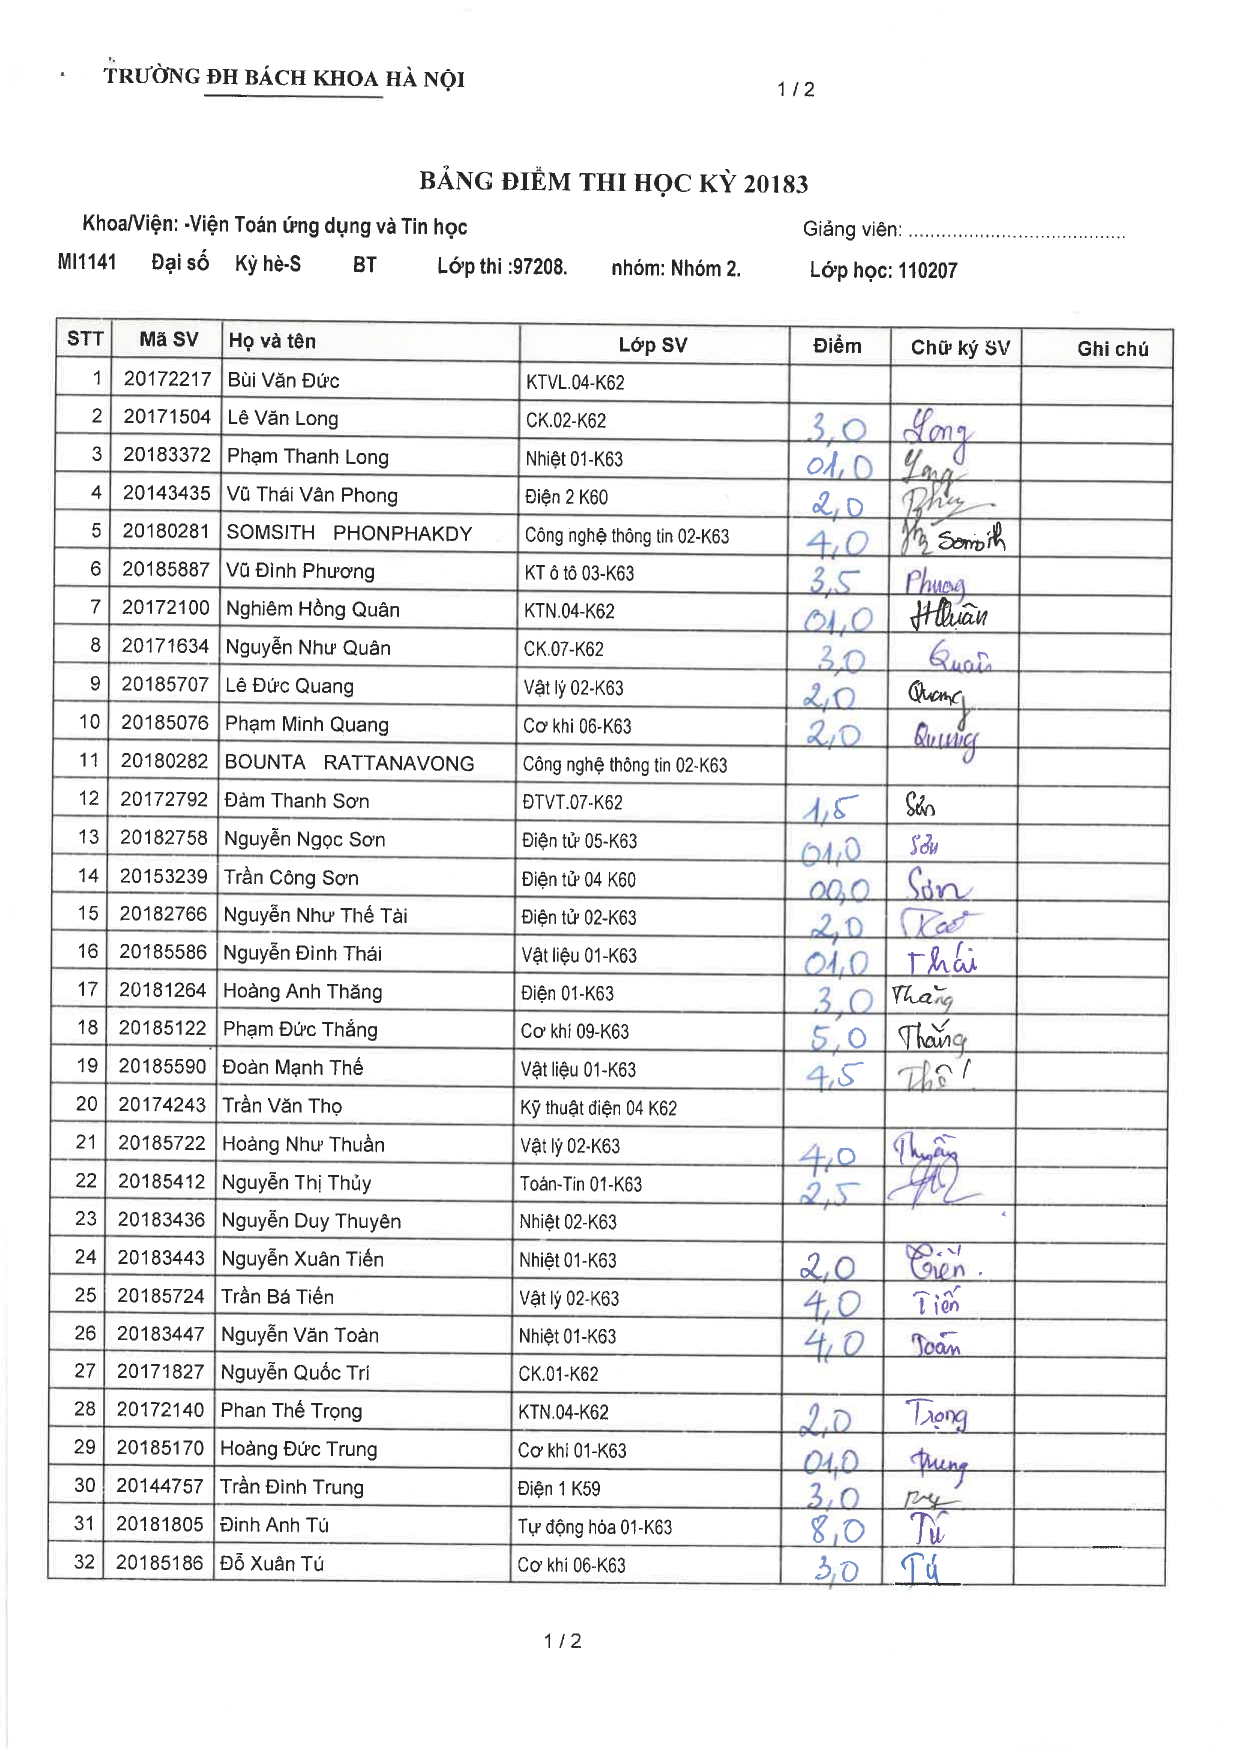 TRƯỜNG ĐH BÁCH KHOA HÀ NỘI
1 / 2
BẢNG ĐIỂM THI HỌC KỲ 20183
Khoa/Viện: -Viện Toán ứng dụng và Tin học Giảng viên: ........................................
MI1141 Đại số Kỳ hè-S BT Lớp thi :97208. nhóm: Nhóm 2. Lớp học: 110207
STT Mã SV Họ và tên Lớp SV Điểm Chữ ký SV Ghi chú
1 20172217 Bùi Văn Đức KTVL.04-K62
2 20171504 Lê Văn Long CK.02-K62 3,0 Long
3 20183372 Phạm Thanh Long Nhiệt 01-K63 01,0 Long
4 20143435 Vũ Thái Vân Phong Điện 2 K60 2,0
5 20180281 SOMSITH PHONPHAKDY Công nghệ thông tin 02-K63 4,0 Somsith
6 20185887 Vũ Đình Phương KT ô tô 03-K63 3,5 Phuong
7 20172100 Nghiêm Hồng Quân KTN.04-K62 01,0 HQuân
8 20171634 Nguyễn Như Quân CK.07-K62 3,0 Quân
9 20185707 Lê Đức Quang Vật lý 02-K63 2,0 Quang
10 20185076 Phạm Minh Quang Cơ khí 06-K63 2,0 Quang
11 20180282 BOUNTA RATTANAVONG Công nghệ thông tin 02-K63
12 20172792 Đàm Thanh Sơn ĐTVT.07-K62 1,5 Sơn
13 20182758 Nguyễn Ngọc Sơn Điện tử 05-K63 01,0 Sơn
14 20153239 Trần Công Sơn Điện tử 04 K60 00,0 Sơn
15 20182766 Nguyễn Như Thế Tài Điện tử 02-K63 2,0
16 20185586 Nguyễn Đình Thái Vật liệu 01-K63 01,0 Thái
17 20181264 Hoàng Anh Thăng Điện 01-K63 3,0 Thăng
18 20185122 Phạm Đức Thắng Cơ khí 09-K63 5,0 Thắng
19 20185590 Đoàn Mạnh Thế Vật liệu 01-K63 4,5 Thế
20 20174243 Trần Văn Thọ Kỹ thuật điện 04 K62
21 20185722 Hoàng Như Thuần Vật lý 02-K63 4,0 Thuần
22 20185412 Nguyễn Thị Thủy Toán-Tin 01-K63 2,5
23 20183436 Nguyễn Duy Thuyên Nhiệt 02-K63
24 20183443 Nguyễn Xuân Tiến Nhiệt 01-K63 2,0 Tiến
25 20185724 Trần Bá Tiến Vật lý 02-K63 4,0 Tiến
26 20183447 Nguyễn Văn Toàn Nhiệt 01-K63 4,0 Toàn
27 20171827 Nguyễn Quốc Trí CK.01-K62
28 20172140 Phan Thế Trọng KTN.04-K62 2,0 Trọng
29 20185170 Hoàng Đức Trung Cơ khí 01-K63 01,0 Trung
30 20144757 Trần Đình Trung Điện 1 K59 3,0
31 20181805 Đinh Anh Tú Tự động hóa 01-K63 8,0 Tú
32 20185186 Đỗ Xuân Tú Cơ khí 06-K63 3,0 Tú
1 / 2